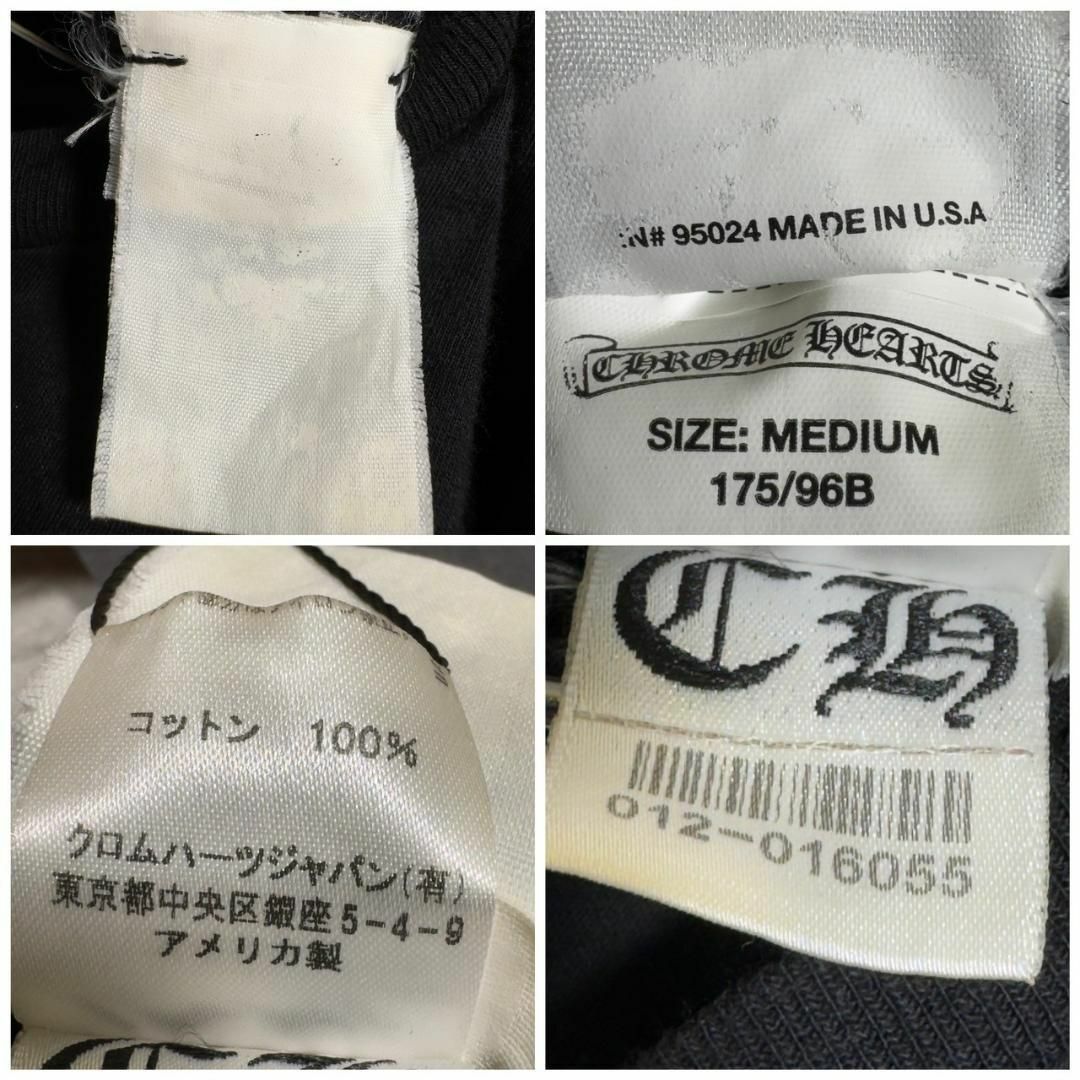 N# 95024 MADE IN U.S.A
CHROME HEARTS
SIZE: MEDIUM
175/96B
コットン 100%
クロムハーツジャパン(有)
東京都中央区銀座5-4-9
アメリカ製
CH
012-016055